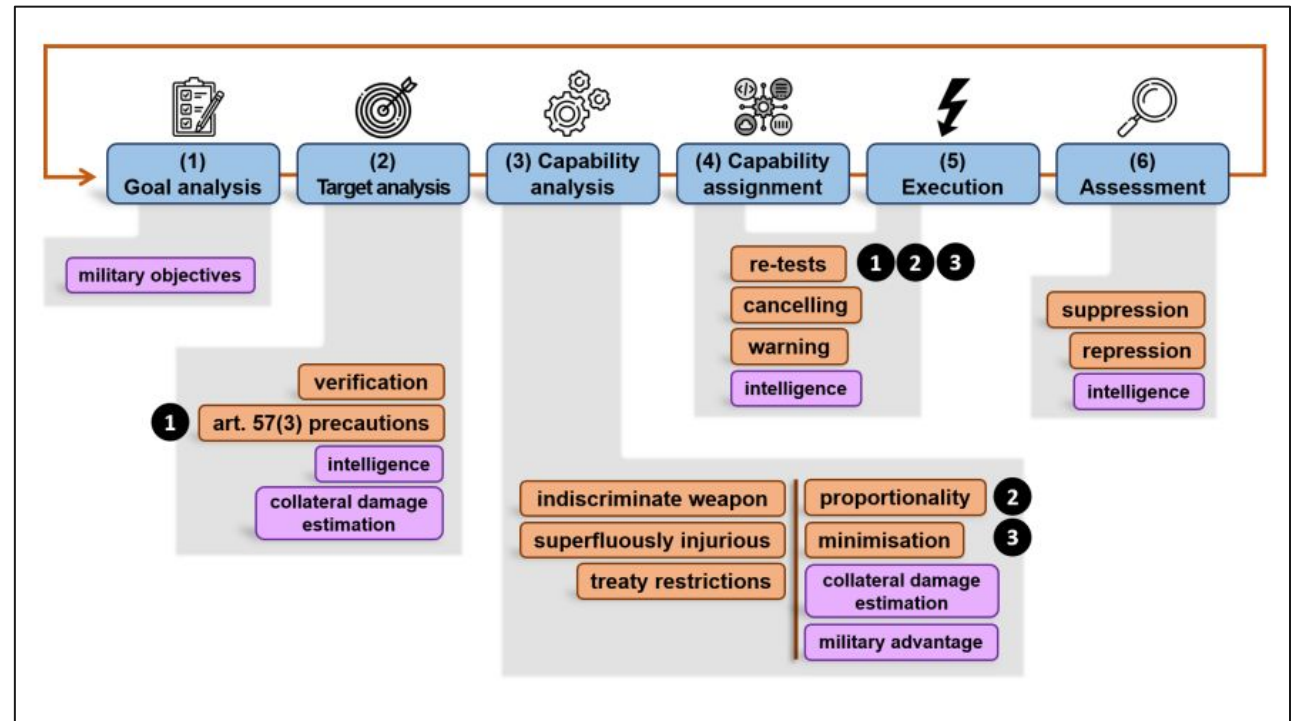 (1)
Goal analysis
(2)
Target analysis
(3) Capability
analysis
(4) Capability
assignment
(5)
Execution
(6)
Assessment
</>
military objectives
verification
1 art. 57(3) precautions
intelligence
collateral damage
estimation
indiscriminate weapon
superfluously injurious
treaty restrictions
proportionality 2
minimisation 3
collateral damage
estimation
military advantage
re-tests 1 2 3
cancelling
warning
intelligence
suppression
repression
intelligence